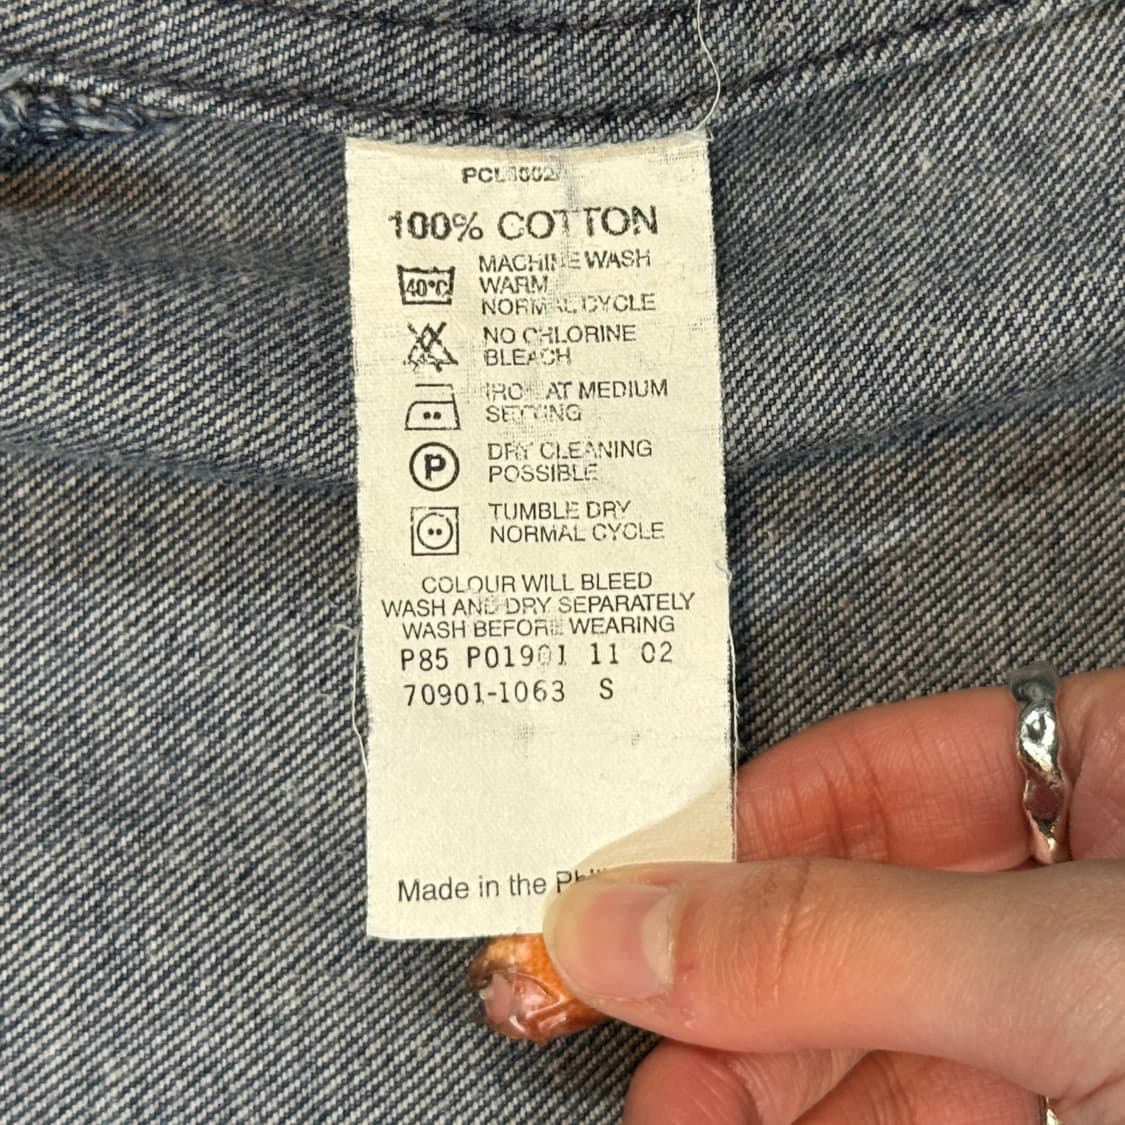 100% COTTON
40°C
MACHINE WASH
WARM
NORMAL CYCLE
NO CHLORINE
BLEACH
IRON AT MEDIUM
SETTING
P
DRY CLEANING
POSSIBLE
TUMBLE DRY
NORMAL CYCLE
COLOUR WILL BLEED
WASH AND DRY SEPARATELY
WASH BEFORE WEARING
P85 P01901 11 02
70901-1063 S
Made in the